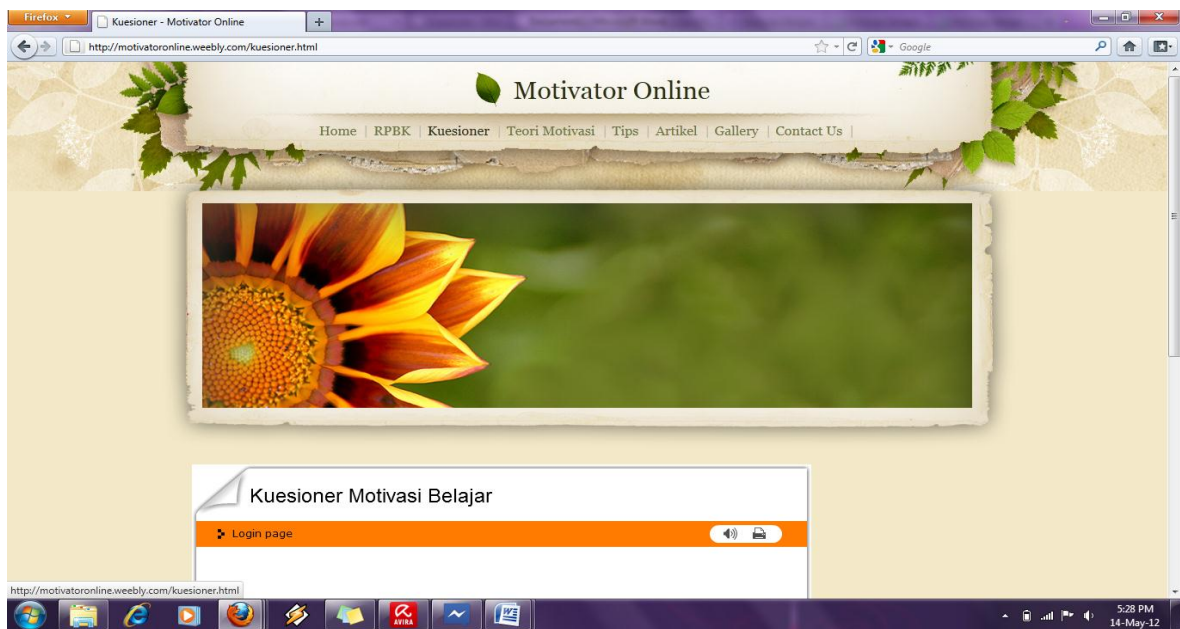 Firefox
Kuesioner - Motivator Online
http://motivatoronline.weebly.com/kuesioner.html
Google
Motivator Online
Home | RPBK | Kuesioner | Teori Motivasi | Tips | Artikel | Gallery | Contact Us |
Kuesioner Motivasi Belajar
Login page
http://motivatoronline.weebly.com/kuesioner.html
AVIRA
5:28 PM
14-May-12